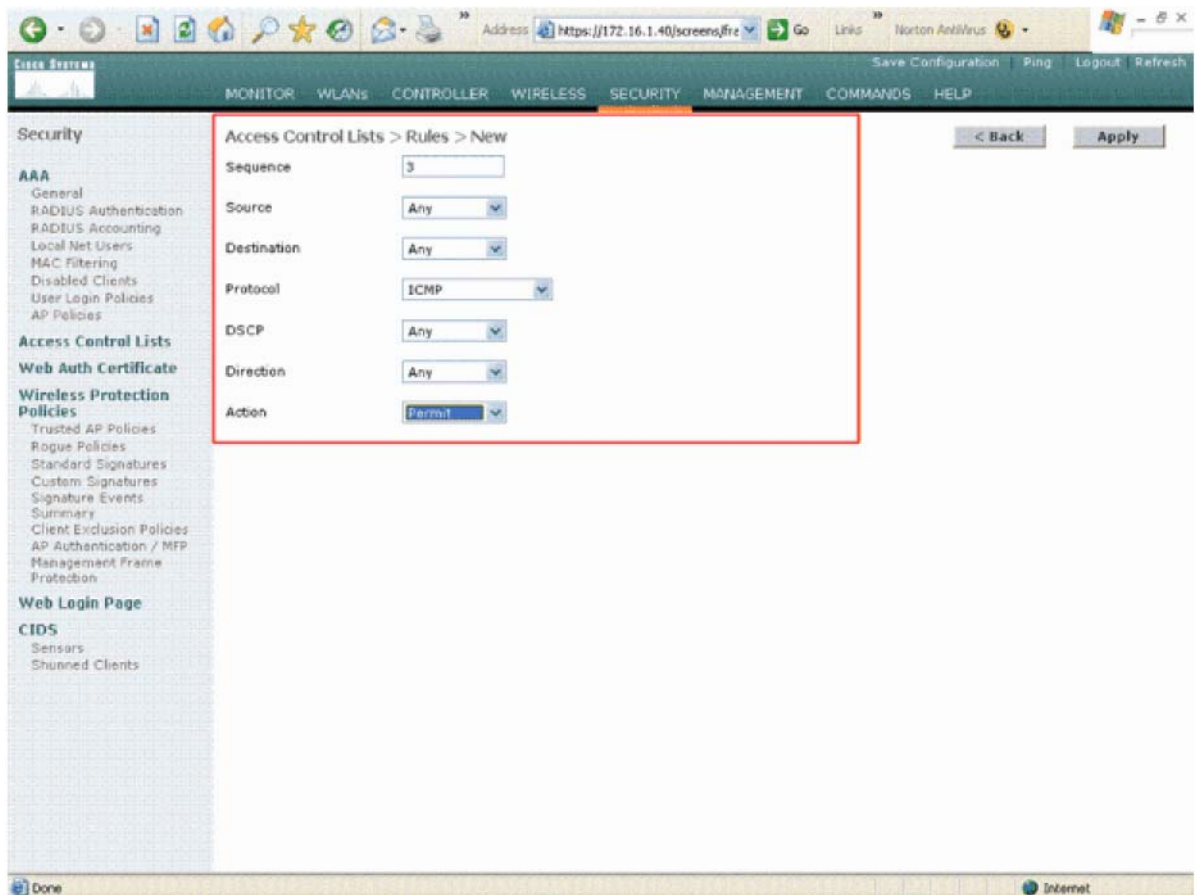 Address https://172.16.1.40/screens/fra Go Links Norton AntiVirus
CISCO SYSTEMS
Save Configuration Ping Logout Refresh
MONITOR WLANs CONTROLLER WIRELESS SECURITY MANAGEMENT COMMANDS HELP
Security
AAA
General
RADIUS Authentication
RADIUS Accounting
Local Net Users
MAC Filtering
Disabled Clients
User Login Policies
AP Policies
Access Control Lists
Web Auth Certificate
Wireless Protection
Policies
Trusted AP Policies
Rogue Policies
Standard Signatures
Custom Signatures
Signature Events
Summary
Client Exclusion Policies
AP Authentication / MFP
Management Frame
Protection
Web Login Page
CIDS
Sensors
Shunned Clients
Access Control Lists > Rules > New
< Back Apply
Sequence 3
Source Any
Destination Any
Protocol ICMP
DSCP Any
Direction Any
Action Permit
Done Internet